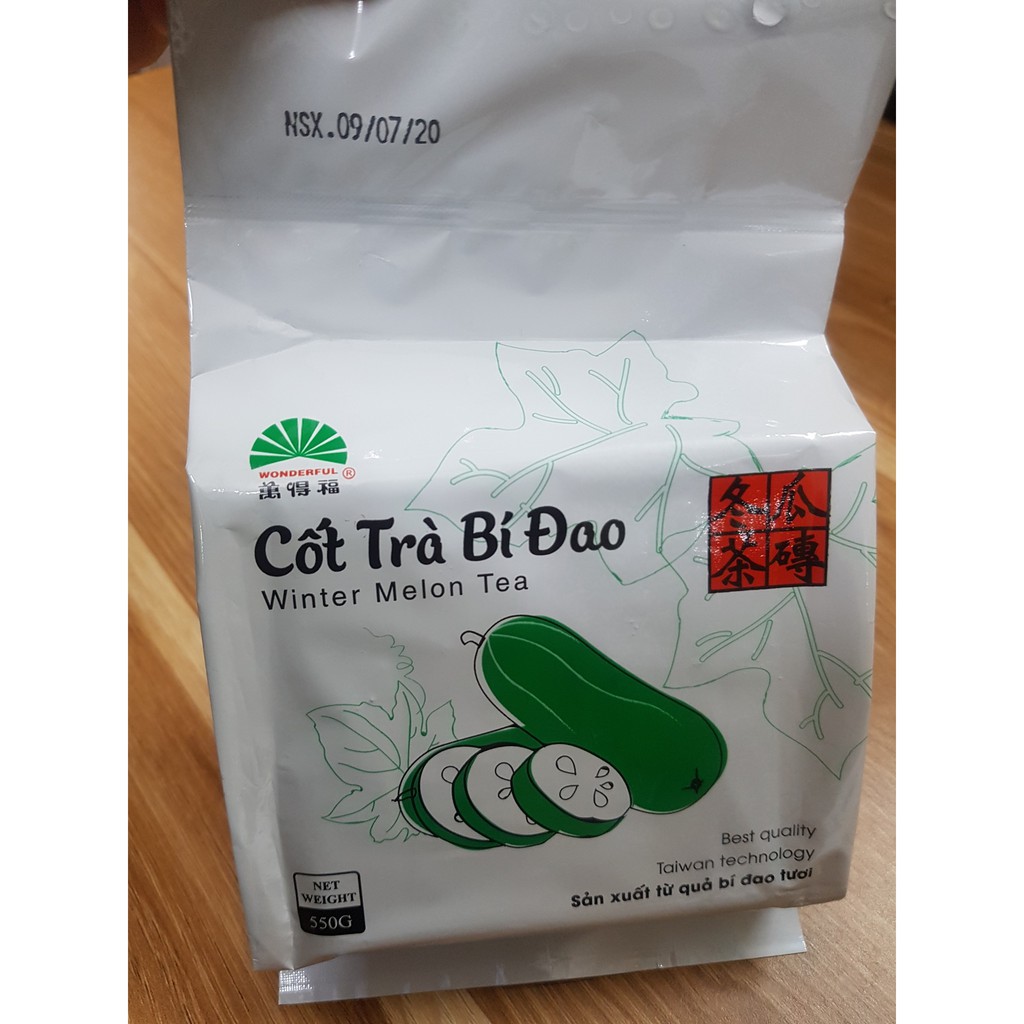 NSX.09/07/20
WONDERFUL ®
萬得福
Cốt Trà Bí Đao
Winter Melon Tea
冬瓜
茶磚
Best quality
Taiwan technology
Sản xuất từ quả bí đao tươi
NET
WEIGHT
550G